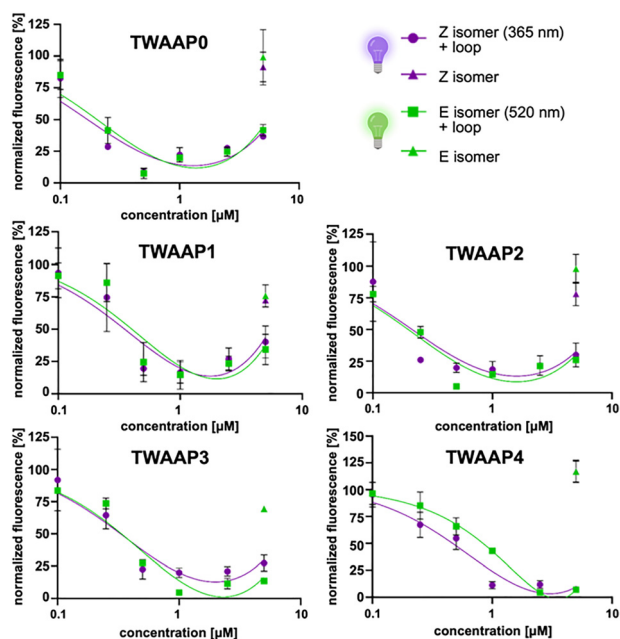 TWAAP0
normalized fluorescence [%]
125
100
75
50
25
0
0.1
1
10
concentration [µM]
Z isomer (365 nm)
+ loop
Z isomer
E isomer (520 nm)
+ loop
E isomer
TWAAP1
normalized fluorescence [%]
125
100
75
50
25
0
0.1
1
10
concentration [µM]
TWAAP2
normalized fluorescence [%]
125
100
75
50
25
0
0.1
1
10
concentration [µM]
TWAAP3
normalized fluorescence [%]
125
100
75
50
25
0
0.1
1
10
concentration [µM]
TWAAP4
normalized fluorescence [%]
150
125
100
75
50
25
0
0.1
1
10
concentration [µM]